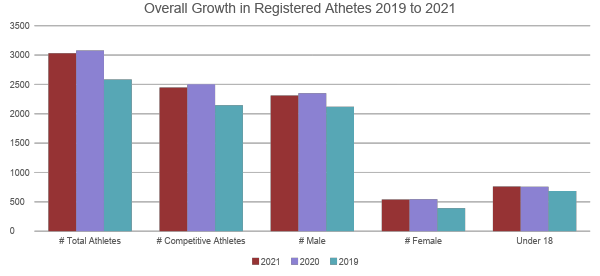 Overall Growth in Registered Athetes 2019 to 2021
3500
3000
2500
2000
1500
1000
500
0
# Total Athletes # Competitive Athletes # Male # Female Under 18
2021 2020 2019